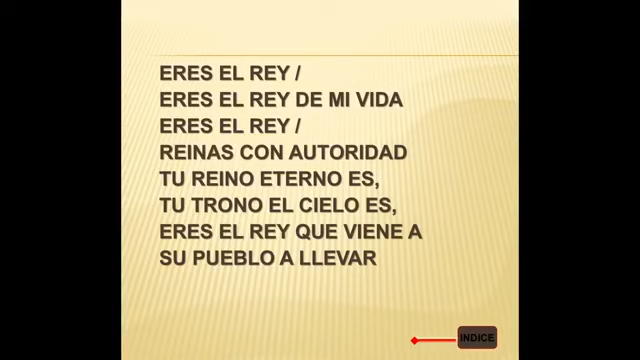 ERES EL REY /
ERES EL REY DE MI VIDA
ERES EL REY /
REINAS CON AUTORIDAD
TU REINO ETERNO ES,
TU TRONO EL CIELO ES,
ERES EL REY QUE VIENE A
SU PUEBLO A LLEVAR
INDICE